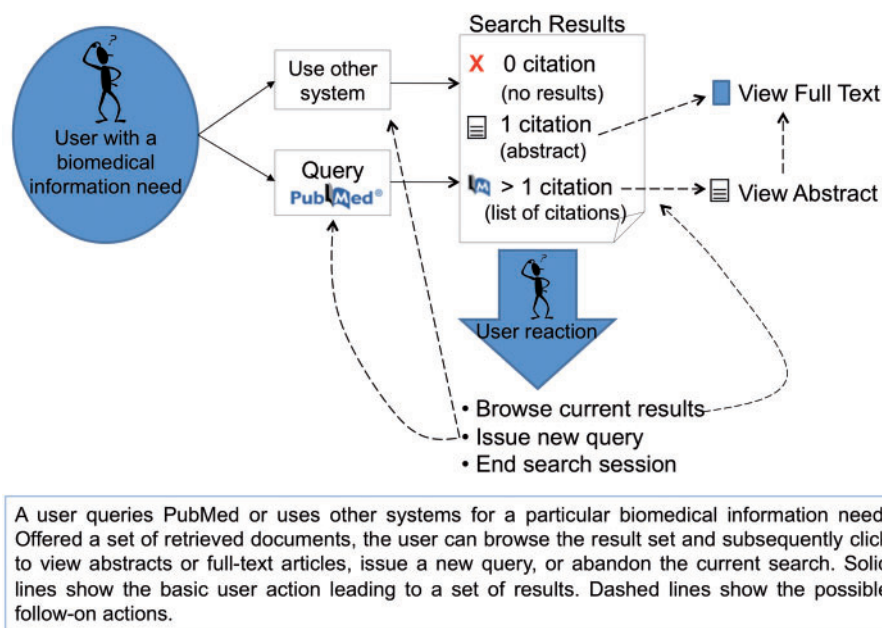 Search Results
?
User with a
biomedical
information need
Use other
system
Query
PubMed®
X 0 citation
(no results)
1 citation
(abstract)
M > 1 citation
(list of citations)
View Full Text
View Abstract
?
User reaction
• Browse current results
• Issue new query
• End search session
A user queries PubMed or uses other systems for a particular biomedical information need
Offered a set of retrieved documents, the user can browse the result set and subsequently click
to view abstracts or full-text articles, issue a new query, or abandon the current search. Solid
lines show the basic user action leading to a set of results. Dashed lines show the possible
follow-on actions.